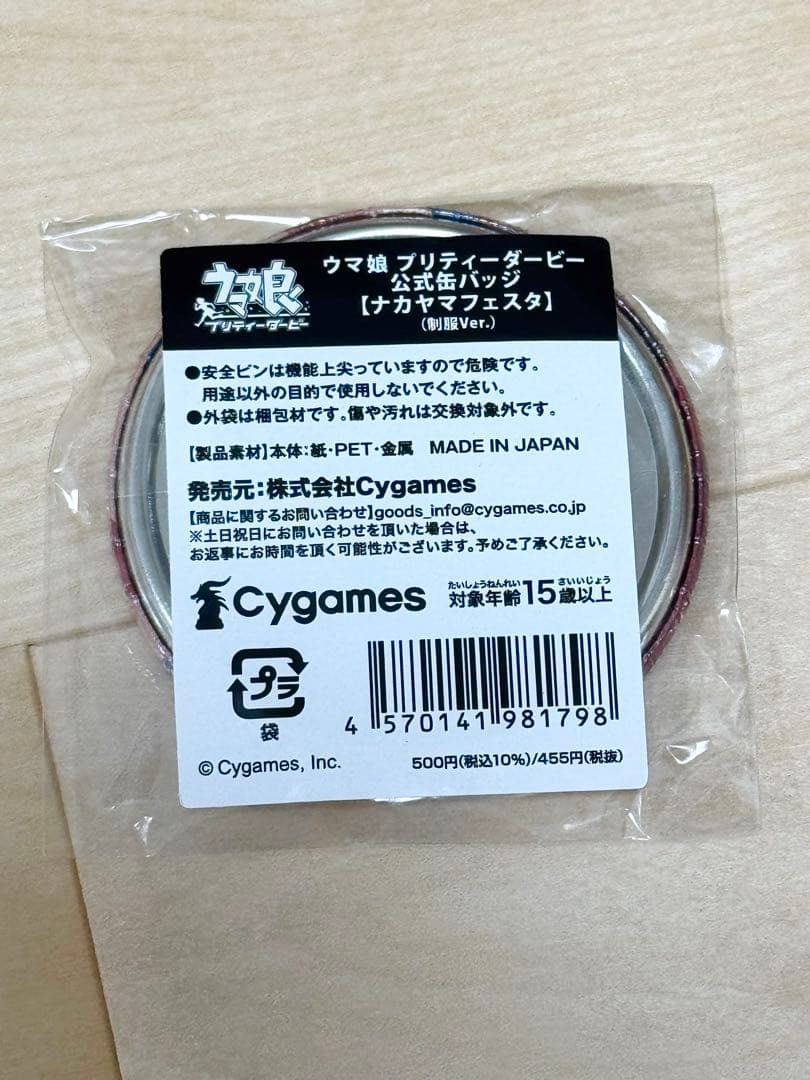 ウマ娘
プリティーダービー
ウマ娘 プリティーダービー
公式缶バッジ
【ナカヤマフェスタ】
(制服Ver.)
●安全ピンは機能上尖っていますので危険です。
用途以外の目的で使用しないでください。
●外袋は梱包材です。傷や汚れは交換対象外です。
【製品素材】本体:紙・PET・金属 MADE IN JAPAN
発売元:株式会社Cygames
【商品に関するお問い合わせ】goods_info@cygames.co.jp
※土日祝日にお問い合わせを頂いた場合は、
お返事にお時間を頂く可能性がございます。予めご了承ください。
Cygames
たいしょうねんれい さいいじょう
対象年齢15歳以上
プラ
袋
4 570141 981798
© Cygames, Inc.
500円(税込10%)/455円(税抜)